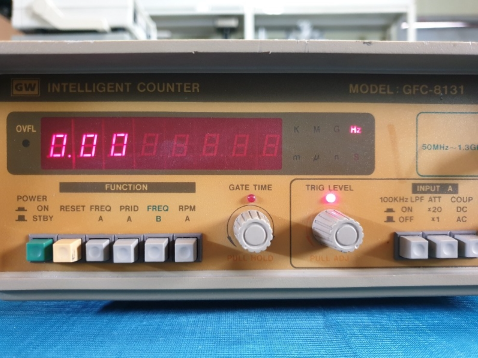 GW INTELLIGENT COUNTER MODEL: GFC-8131
OVFL
0.00
K M G Hz
m μ n s
50MHz~1.3G
FUNCTION
GATE TIME
TRIG LEVEL
INPUT A
POWER
ON
STBY
RESET
FREQ A
PRID A
FREQ B
RPM A
100KHz LPF
ON
OFF
ATT
×20
×1
COUP
DC
AC